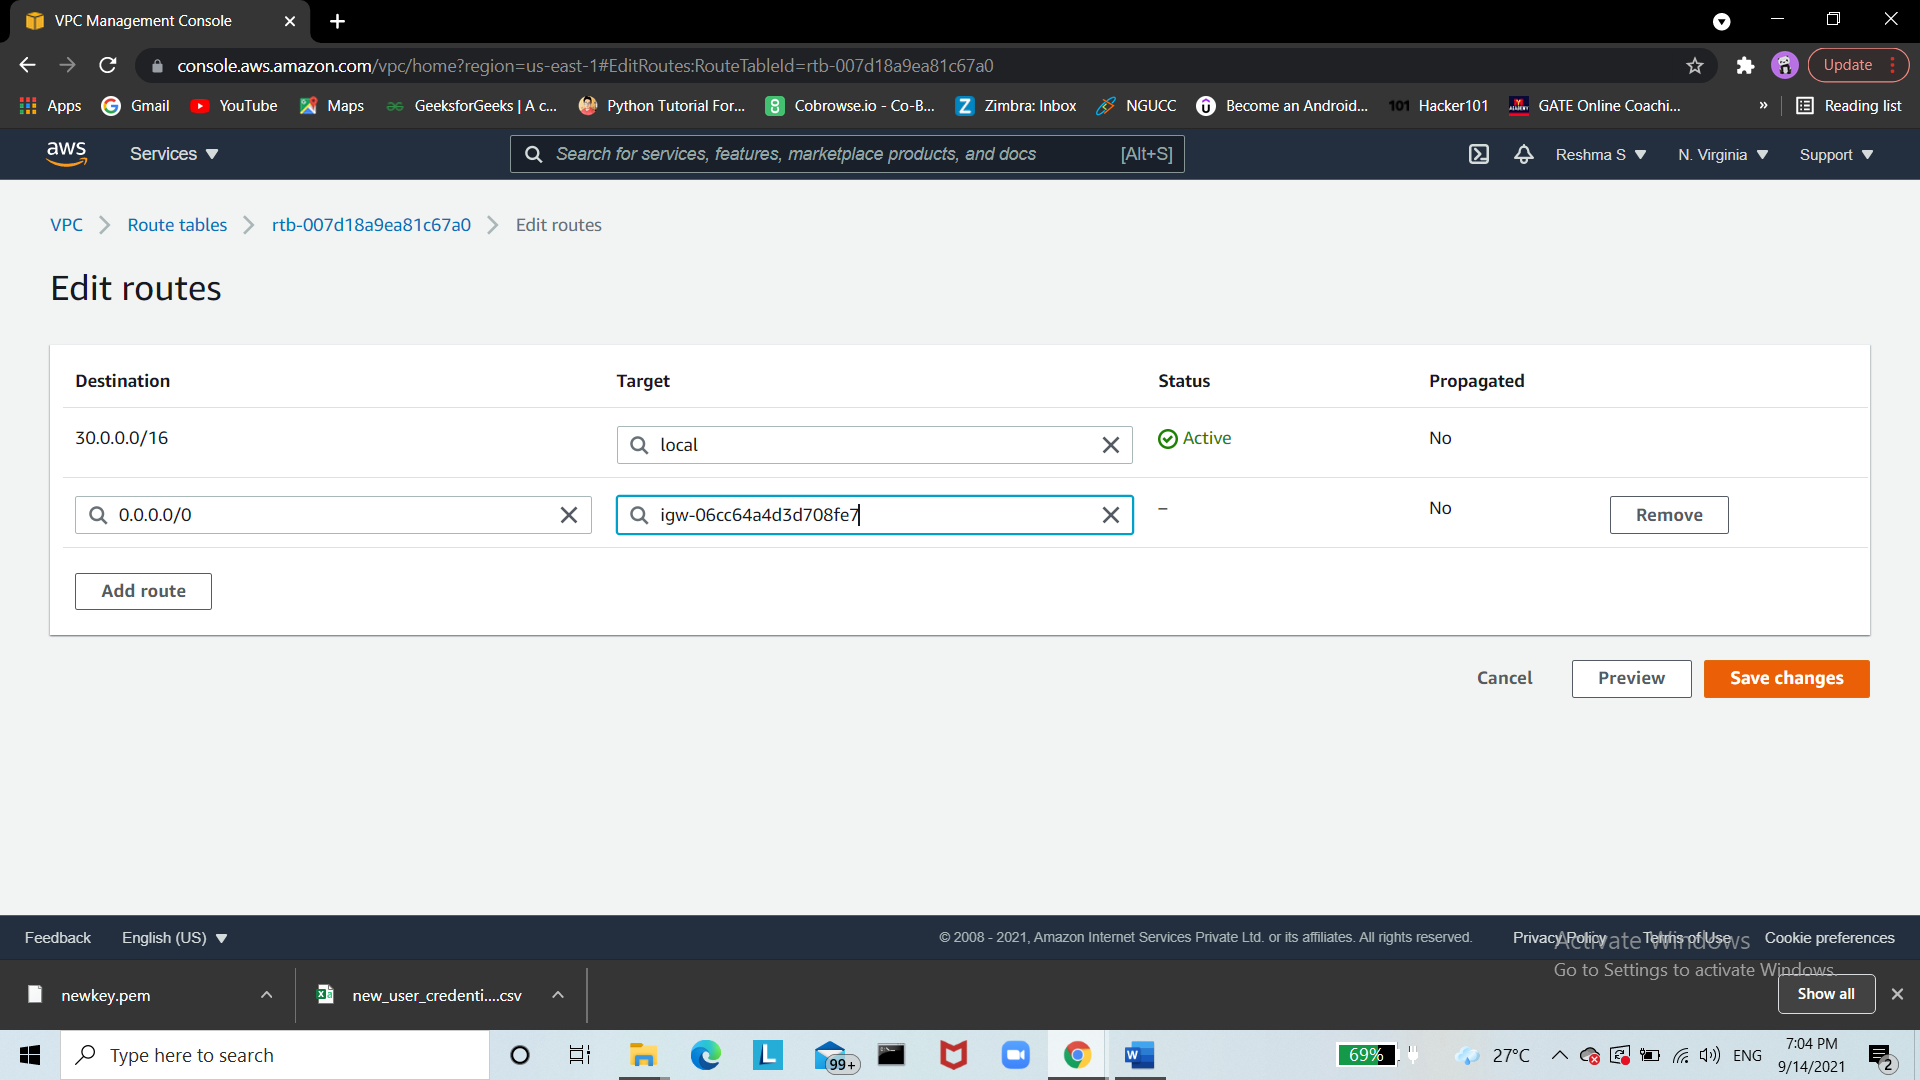 VPC Management Console
console.aws.amazon.com/vpc/home?region=us-east-1#EditRoutes:RouteTableId=rtb-007d18a9ea81c67a0
Update
Apps Gmail YouTube Maps GeeksforGeeks | A c... Python Tutorial For... Cobrowse.io - Co-B... Zimbra: Inbox NGUCC Become an Android... 101 Hacker101 GATE Online Coachi... » Reading list
aws Services Search for services, features, marketplace products, and docs [Alt+S] Reshma S N. Virginia Support
VPC Route tables rtb-007d18a9ea81c67a0 Edit routes
Edit routes
Destination Target Status Propagated
30.0.0.0/16 local Active No
0.0.0.0/0 igw-06cc64a4d3d708fe7 – No Remove
Add route
Cancel Preview Save changes
Feedback English (US) © 2008 - 2021, Amazon Internet Services Private Ltd. or its affiliates. All rights reserved. Privacy Policy Terms of Use Cookie preferences
Activate Windows
Go to Settings to activate Windows.
newkey.pem new_user_credenti....csv Show all
Type here to search 99+ 69% 27°C ENG 7:04 PM
9/14/2021 2